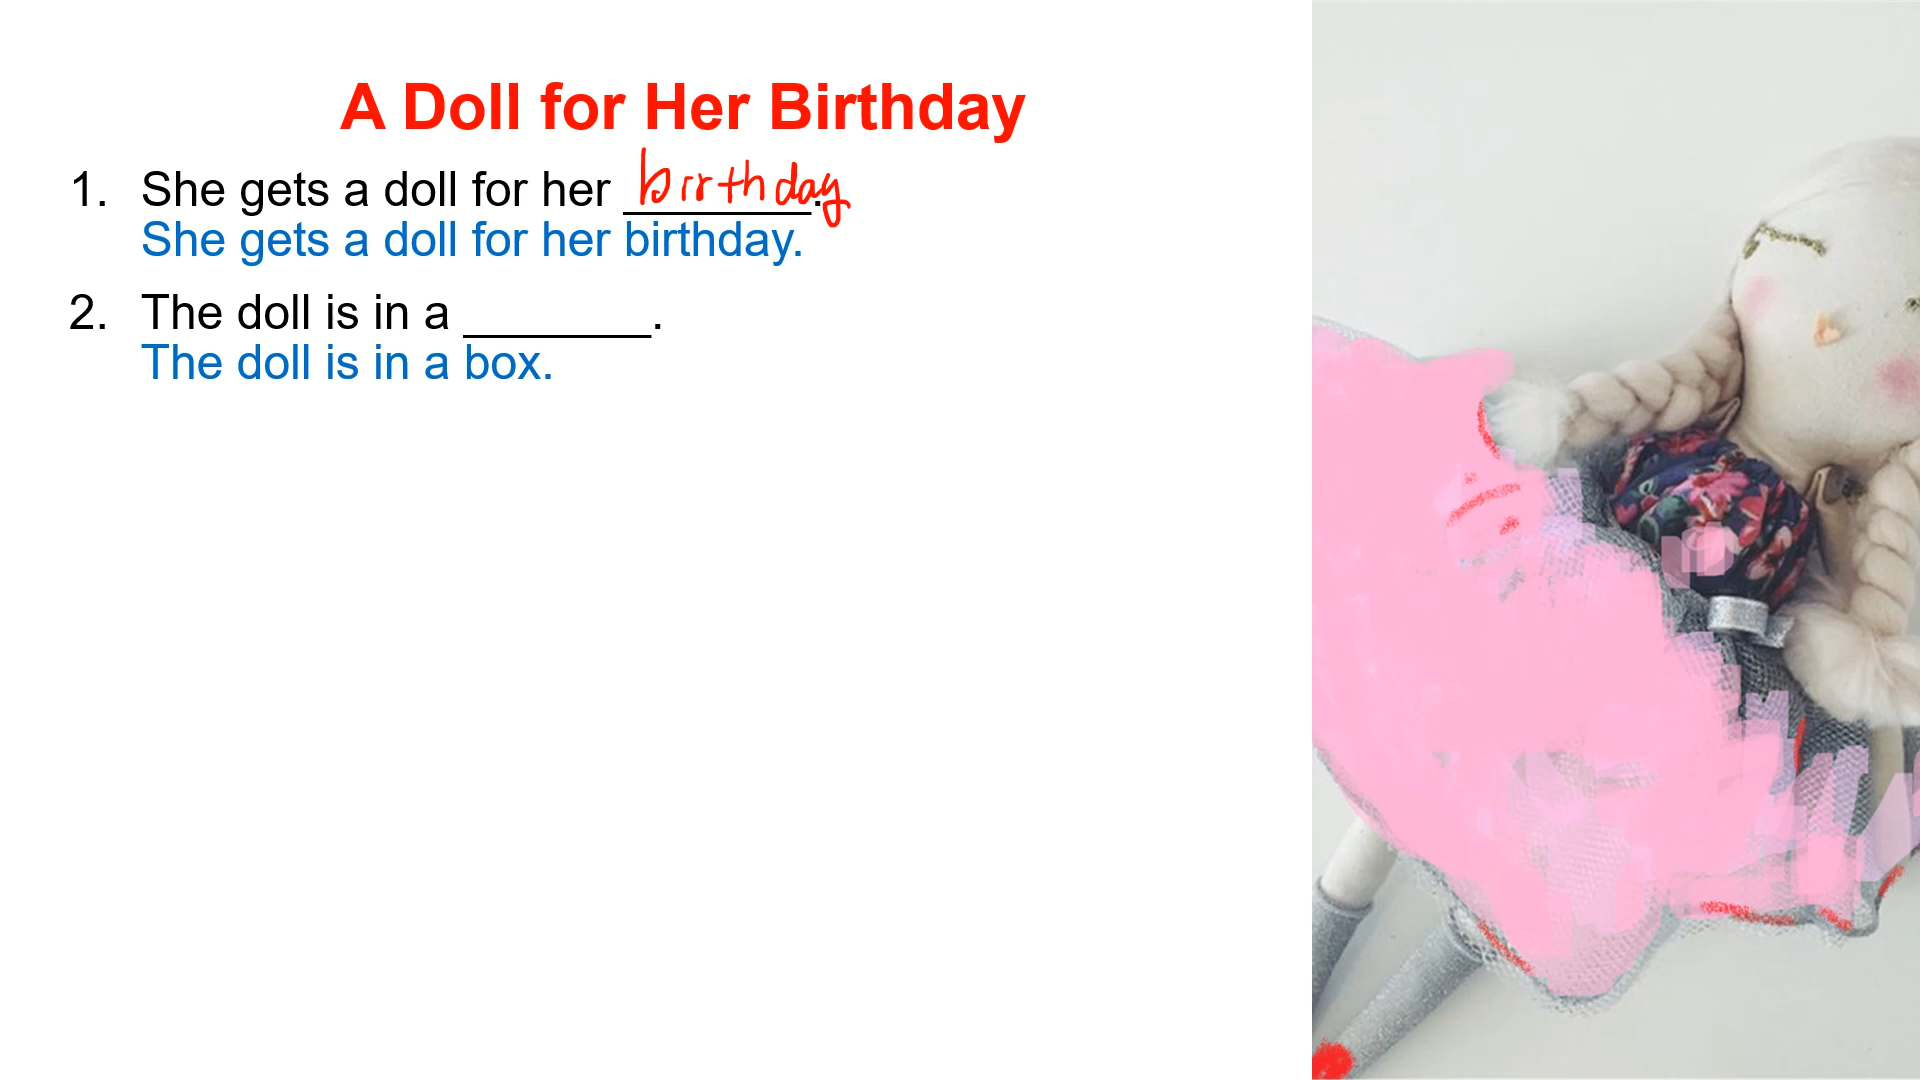 A Doll for Her Birthday
1. She gets a doll for her birthday.
She gets a doll for her birthday.
2. The doll is in a ________.
The doll is in a box.